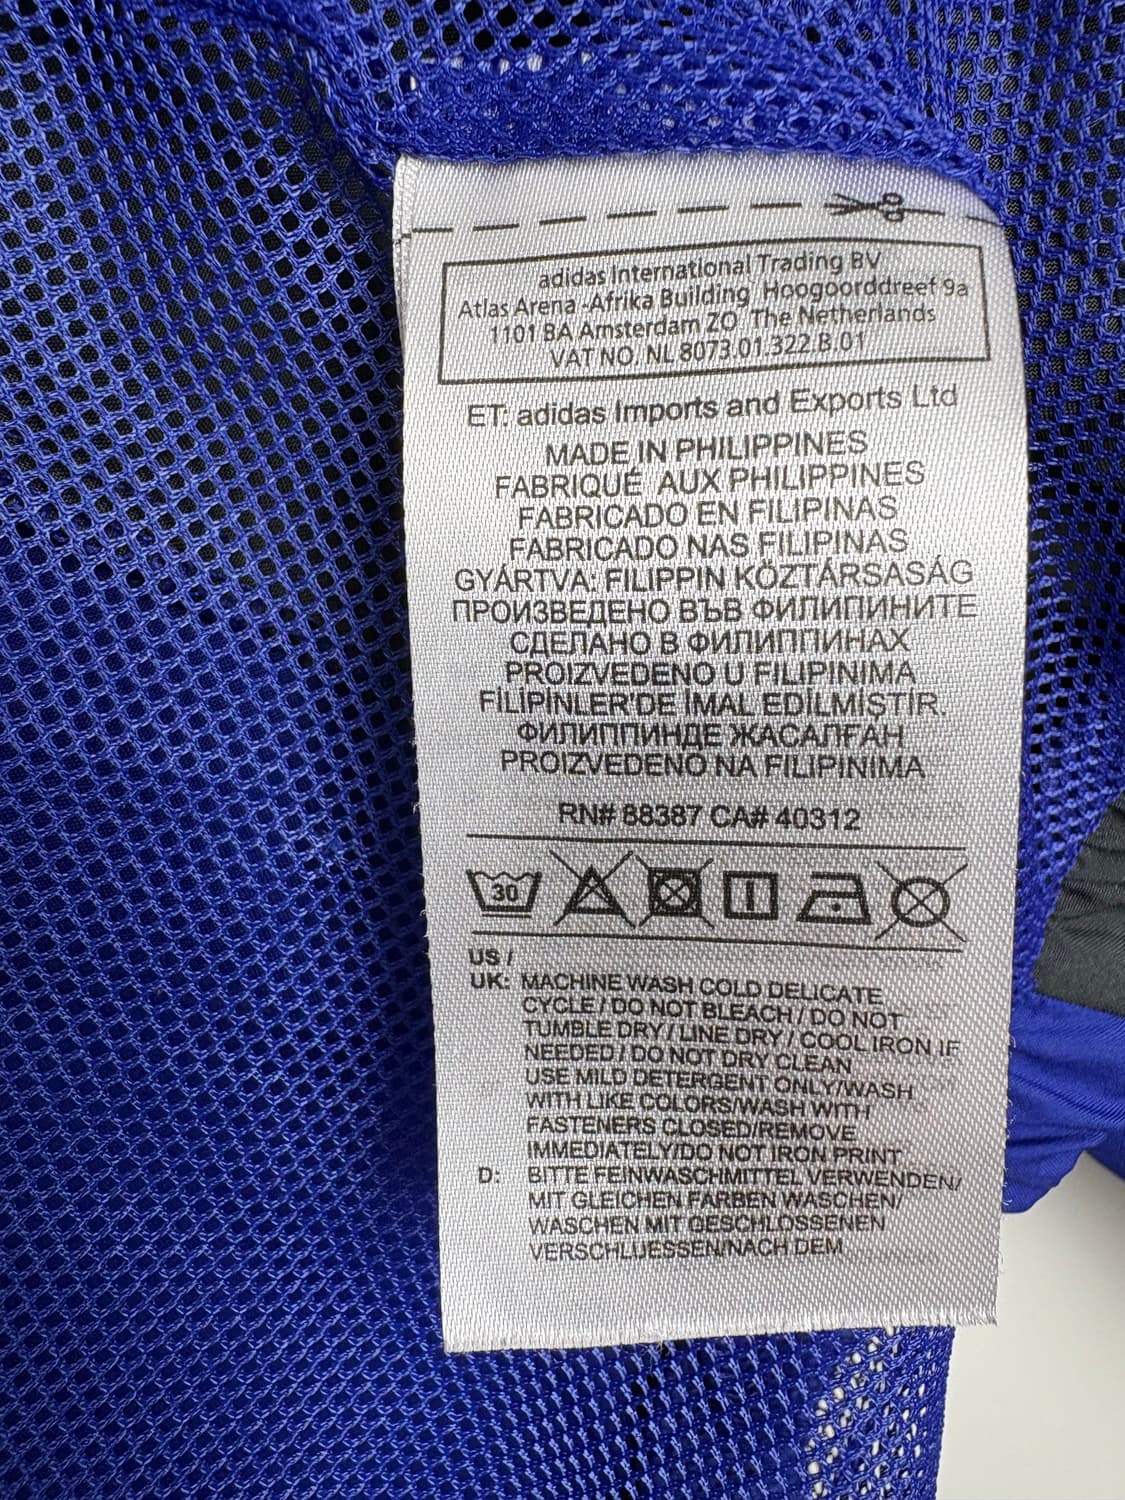 adidas International Trading BV
Atlas Arena -Afrika Building Hoogoorddreef 9a
1101 BA Amsterdam ZO The Netherlands
VAT NO. NL 8073.01.322.B.01
ET: adidas Imports and Exports Ltd
MADE IN PHILIPPINES
FABRIQUÉ AUX PHILIPPINES
FABRICADO EN FILIPINAS
FABRICADO NAS FILIPINAS
GYÁRTVA: FILIPPIN KÖZTÁRSASÁG
ПРОИЗВЕДЕНО ВЪВ ФИЛИПИНИТЕ
СДЕЛАНО В ФИЛИППИНАХ
PROIZVEDENO U FILIPINIMA
FİLİPİNLER'DE İMAL EDİLMİŞTİR.
ФИЛИППИНДЕ ЖАСАЛҒАН
PROIZVEDENO NA FILIPINIMA
RN# 88387 CA# 40312
30
US /
UK: MACHINE WASH COLD DELICATE
CYCLE / DO NOT BLEACH / DO NOT
TUMBLE DRY / LINE DRY / COOL IRON IF
NEEDED / DO NOT DRY CLEAN
USE MILD DETERGENT ONLY/WASH
WITH LIKE COLORS/WASH WITH
FASTENERS CLOSED/REMOVE
IMMEDIATELY/DO NOT IRON PRINT
D: BITTE FEINWASCHMITTEL VERWENDEN/
MIT GLEICHEN FARBEN WASCHEN/
WASCHEN MIT GESCHLOSSENEN
VERSCHLUESSEN/NACH DEM